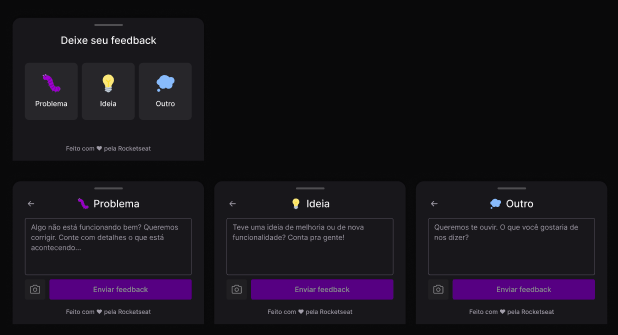 Deixe seu feedback
Problema
Ideia
Outro
Feito com ❤ pela Rocketseat
Problema
Algo não está funcionando bem? Queremos
corrigir. Conte com detalhes o que está
acontecendo...
Enviar feedback
Feito com ❤ pela Rocketseat
Ideia
Teve uma ideia de melhoria ou de nova
funcionalidade? Conta pra gente!
Enviar feedback
Feito com ❤ pela Rocketseat
Outro
Queremos te ouvir. O que você gostaria de
nos dizer?
Enviar feedback
Feito com ❤ pela Rocketseat